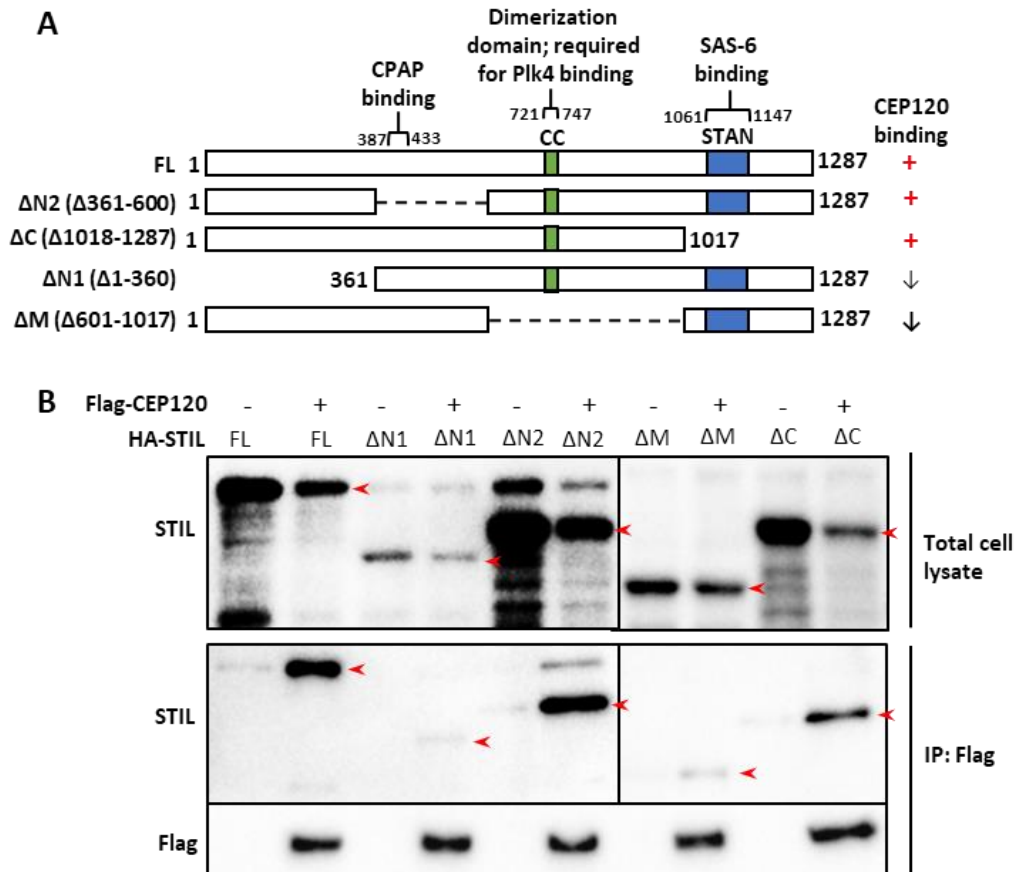 A
Dimerization
domain; required
for Plk4 binding
SAS-6
binding
CPAP
binding
CEP120
binding
721 747
1061 1147
387 433
CC
STAN
FL 1 1287 +
ΔN2 (Δ361-600) 1 1287 +
ΔC (Δ1018-1287) 1 1017 +
ΔN1 (Δ1-360) 361 1287 ↓
ΔM (Δ601-1017) 1 1287 ↓
B
Flag-CEP120 - + - + - + - + - +
HA-STIL FL FL ΔN1 ΔN1 ΔN2 ΔN2 ΔM ΔM ΔC ΔC
STIL
Total cell
lysate
STIL
IP: Flag
Flag